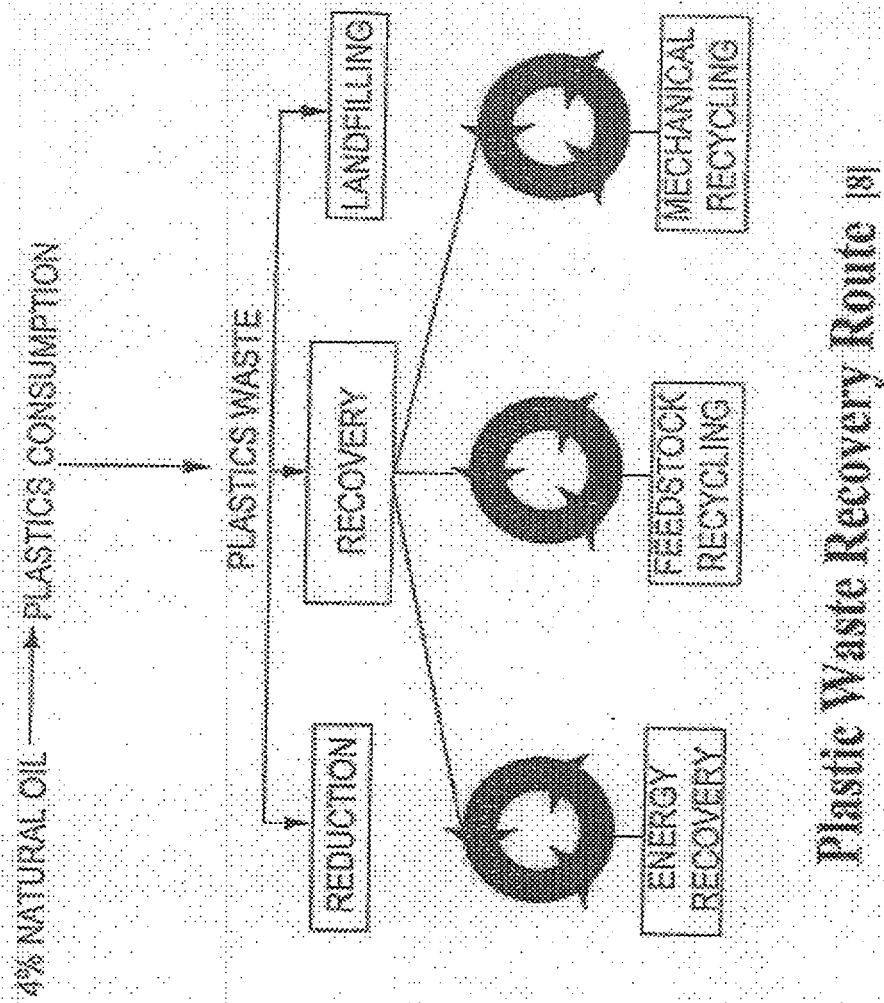 4% NATURAL OIL
PLASTICS CONSUMPTION
PLASTICS WASTE
REDUCTION
RECOVERY
LANDFILLING
ENERGY
RECOVERY
FEEDSTOCK
RECYCLING
MECHANICAL
RECYCLING
Plastic Waste Recovery Route [8]